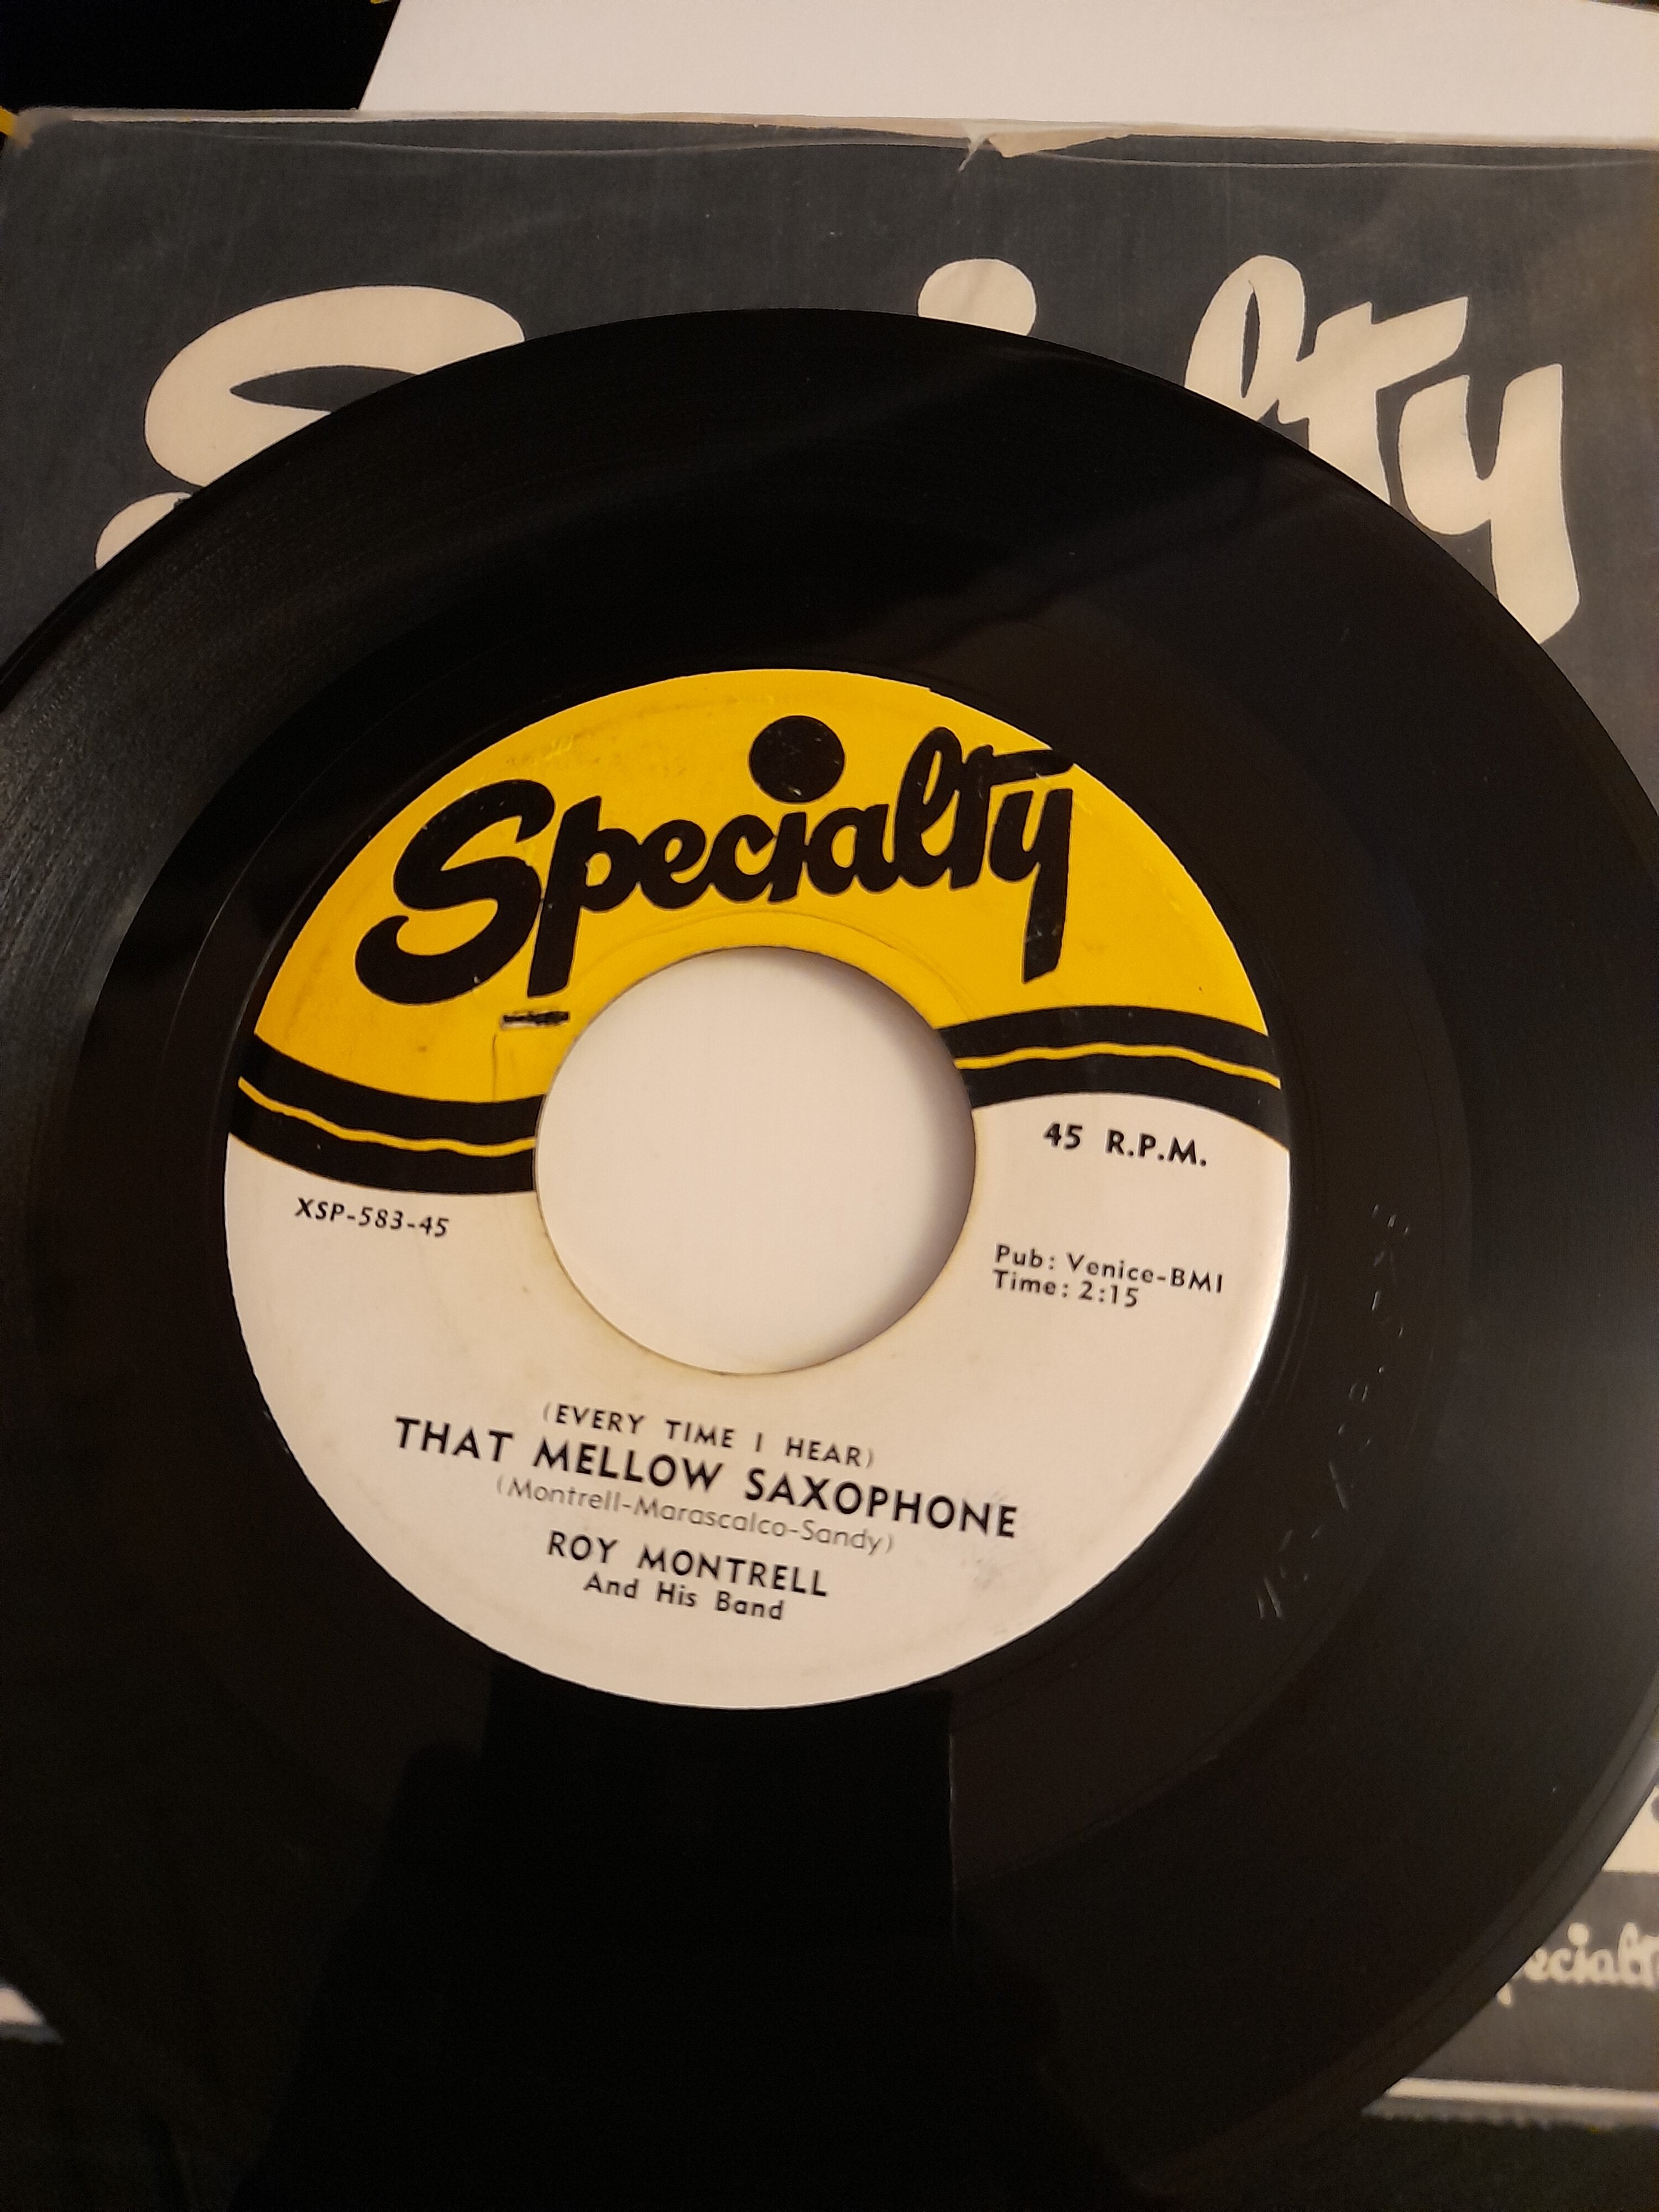 Specialty
45 R.P.M.
XSP-583-45
Pub: Venice-BMI
Time: 2:15
(EVERY TIME I HEAR)
THAT MELLOW SAXOPHONE
(Montrell-Marascalco-Sandy)
ROY MONTRELL
And His Band